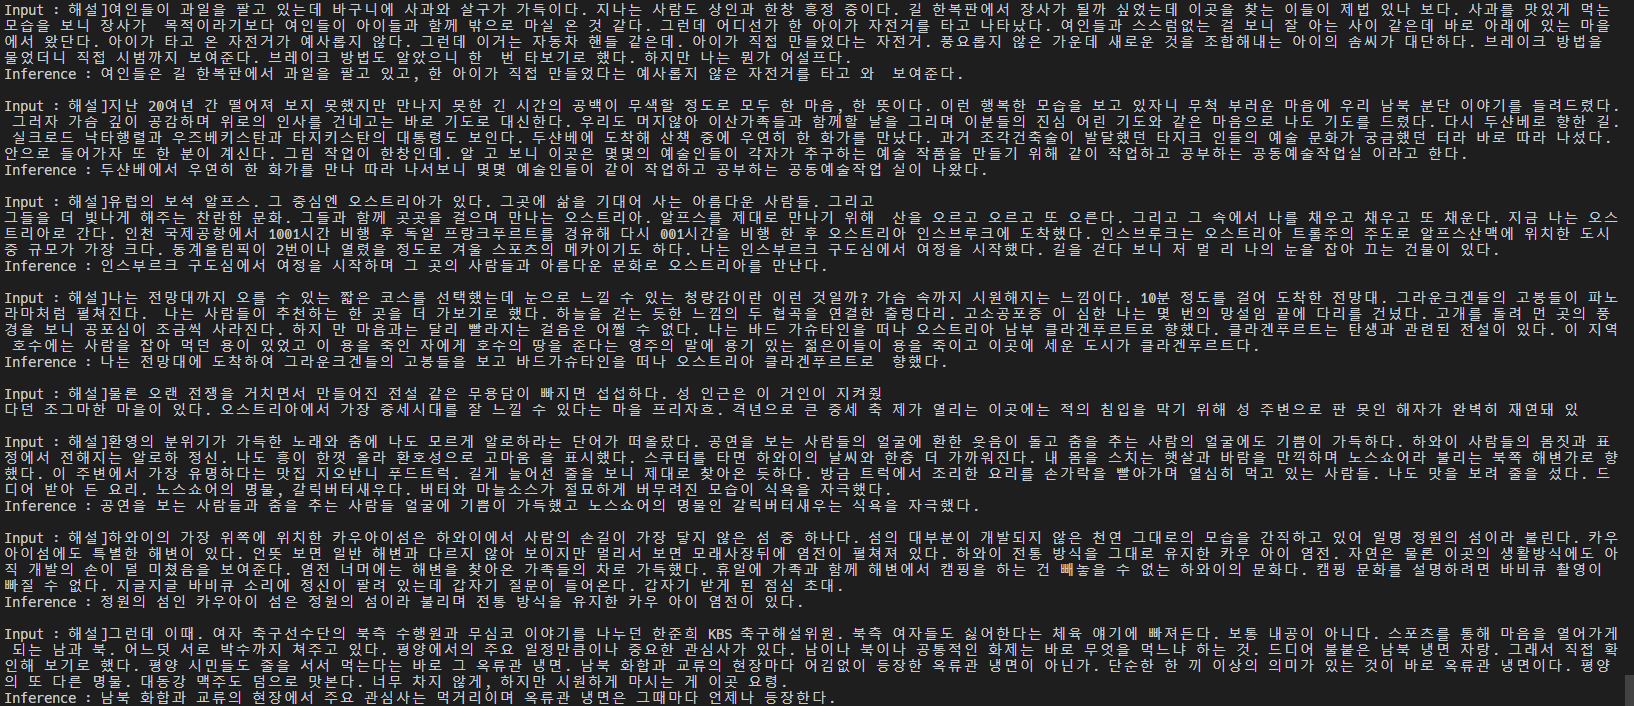 Input : 해설]여인들이 과일을 팔고 있는데 바구니에 사과와 살구가 가득이다. 지나는 사람도 상인과 한창 흥정 중이다. 길 한복판에서 장사가 될까 싶었는데 이곳을 찾는 이들이 제법 있나 보다. 사과를 맛있게 먹는
모습을 보니 장사가  목적이라기보다 여인들이 아이들과 함께 밖으로 마실 온 것 같다. 그런데 어디선가 한 아이가 자전거를 타고 나타났다. 여인들과 스스럼없는 걸 보니 잘 아는 사이 같은데 바로 아래에 있는 마을
에서 왔단다. 아이가 타고 온 자전거가 예사롭지 않다. 그런데 이거는 자동차 핸들 같은데. 아이가 직접 만들었다는 자전거. 풍요롭지 않은 가운데 새로운 것을 조합해내는 아이의 솜씨가 대단하다. 브레이크 방법을
물었더니 직접 시범까지 보여준다. 브레이크 방법도 알았으니 한  번 타보기로 했다. 하지만 나는 뭔가 어설프다.
Inference : 여인들은 길 한복판에서 과일을 팔고 있고, 한 아이가 직접 만들었다는 예사롭지 않은 자전거를 타고 와  보여준다.
Input : 해설]지난 20여년 간 떨어져 보지 못했지만 만나지 못한 긴 시간의 공백이 무색할 정도로 모두 한 마음, 한 뜻이다. 이런 행복한 모습을 보고 있자니 무척 부러운 마음에 우리 남북 분단 이야기를 들려드렸다.
그러자 가슴 깊이 공감하며 위로의 인사를 건네고는 바로 기도로 대신한다. 우리도 머지않아 이산가족들과 함께할 날을 그리며 이분들의 진심 어린 기도와 같은 마음으로 나도 기도를 드렸다. 다시 두샨베로 향한 길.
실크로드 낙타행렬과 우즈베키스탄과 타지키스탄의 대통령도 보인다. 두샨베에 도착해 산책 중에 우연히 한 화가를 만났다. 과거 조각건축술이 발달했던 타지크 인들의 예술 문화가 궁금했던 터라 바로 따라 나섰다.
안으로 들어가자 또 한 분이 계신다. 그림 작업이 한창인데. 알 고 보니 이곳은 몇몇의 예술인들이 각자가 추구하는 예술 작품을 만들기 위해 같이 작업하고 공부하는 공동예술작업실 이라고 한다.
Inference : 두샨베에서 우연히 한 화가를 만나 따라 나서보니 몇몇 예술인들이 같이 작업하고 공부하는 공동예술작업 실이 나왔다.
Input : 해설]유럽의 보석 알프스. 그 중심엔 오스트리아가 있다. 그곳에 삶을 기대어 사는 아름다운 사람들. 그리고
그들을 더 빛나게 해주는 찬란한 문화. 그들과 함께 곳곳을 걸으며 만나는 오스트리아. 알프스를 제대로 만나기 위해  산을 오르고 오르고 또 오른다. 그리고 그 속에서 나를 채우고 채우고 또 채운다. 지금 나는 오스
트리아로 간다. 인천 국제공항에서 1001시간 비행 후 독일 프랑크푸르트를 경유해 다시 001시간을 비행 한 후 오스트리아 인스브루크에 도착했다. 인스브루크는 오스트리아 트롤주의 주도로 알프스산맥에 위치한 도시
중 규모가 가장 크다. 동계올림픽이 2번이나 열렸을 정도로 겨울 스포츠의 메카이기도 하다. 나는 인스부르크 구도심에서 여정을 시작했다. 길을 걷다 보니 저 멀 리 나의 눈을 잡아 끄는 건물이 있다.
Inference : 인스부르크 구도심에서 여정을 시작하며 그 곳의 사람들과 아름다운 문화로 오스트리아를 만난다.
Input : 해설]나는 전망대까지 오를 수 있는 짧은 코스를 선택했는데 눈으로 느낄 수 있는 청량감이란 이런 것일까? 가슴 속까지 시원해지는 느낌이다. 10분 정도를 걸어 도착한 전망대. 그라운크겐들의 고봉들이 파노
라마처럼 펼쳐진다.  나는 사람들이 추천하는 한 곳을 더 가보기로 했다. 하늘을 걷는 듯한 느낌의 두 협곡을 연결한 출렁다리. 고소공포증 이 심한 나는 몇 번의 망설임 끝에 다리를 건넜다. 고개를 돌려 먼 곳의 풍
경을 보니 공포심이 조금씩 사라진다. 하지 만 마음과는 달리 빨라지는 걸음은 어쩔 수 없다. 나는 바드 가슈타인을 떠나 오스트리아 남부 클라겐푸르트로 향했다. 클라겐푸르트는 탄생과 관련된 전설이 있다. 이 지역
호수에는 사람을 잡아 먹던 용이 있었고 이 용을 죽인 자에게 호수의 땅을 준다는 영주의 말에 용기 있는 젊은이들이 용을 죽이고 이곳에 세운 도시가 클라겐푸르트다.
Inference : 나는 전망대에 도착하여 그라운크겐들의 고봉들을 보고 바드가슈타인을 떠나 오스트리아 클라겐푸르트로  향했다.
Input : 해설]물론 오랜 전쟁을 거치면서 만들어진 전설 같은 무용담이 빠지면 섭섭하다. 성 인근은 이 거인이 지켜줬
다던 조그마한 마을이 있다. 오스트리아에서 가장 중세시대를 잘 느낄 수 있다는 마을 프리자흐. 격년으로 큰 중세 축 제가 열리는 이곳에는 적의 침입을 막기 위해 성 주변으로 판 못인 해자가 완벽히 재연돼 있
Input : 해설]환영의 분위기가 가득한 노래와 춤에 나도 모르게 알로하라는 단어가 떠올랐다. 공연을 보는 사람들의 얼굴에 환한 웃음이 돌고 춤을 추는 사람의 얼굴에도 기쁨이 가득하다. 하와이 사람들의 몸짓과 표
정에서 전해지는 알로하 정신. 나도 흥이 한껏 올라 환호성으로 고마움 을 표시했다. 스쿠터를 타면 하와이의 날씨와 한층 더 가까워진다. 내 몸을 스치는 햇살과 바람을 만끽하며 노스쇼어라 불리는 북쪽 해변가로 향
했다. 이 주변에서 가장 유명하다는 맛집 지오반니 푸드트럭. 길게 늘어선 줄을 보니 제대로 찾아온 듯하다. 방금 트럭에서 조리한 요리를 손가락을 빨아가며 열심히 먹고 있는 사람들. 나도 맛을 보려 줄을 섰다. 드
디어 받아 든 요리. 노스쇼어의 명물, 갈릭버터새우다. 버터와 마늘소스가 절묘하게 버무려진 모습이 식욕을 자극했다.
Inference : 공연을 보는 사람들과 춤을 추는 사람들 얼굴에 기쁨이 가득했고 노스쇼어의 명물인 갈릭버터새우는 식욕을 자극했다.
Input : 해설]하와이의 가장 위쪽에 위치한 카우아이섬은 하와이에서 사람의 손길이 가장 닿지 않은 섬 중 하나다. 섬의 대부분이 개발되지 않은 천연 그대로의 모습을 간직하고 있어 일명 정원의 섬이라 불린다. 카우
아이섬에도 특별한 해변이 있다. 언뜻 보면 일반 해변과 다르지 않아 보이지만 멀리서 보면 모래사장뒤에 염전이 펼쳐져 있다. 하와이 전통 방식을 그대로 유지한 카우 아이 염전. 자연은 물론 이곳의 생활방식에도 아
직 개발의 손이 덜 미쳤음을 보여준다. 염전 너머에는 해변을 찾아온 가족들의 차로 가득했다. 휴일에 가족과 함께 해변에서 캠핑을 하는 건 빼놓을 수 없는 하와이의 문화다. 캠핑 문화를 설명하려면 바비큐 촬영이
빠질 수 없다. 지글지글 바비큐 소리에 정신이 팔려 있는데 갑자기 질문이 들어온다. 갑자기 받게 된 점심 초대.
Inference : 정원의 섬인 카우아이 섬은 정원의 섬이라 불리며 전통 방식을 유지한 카우 아이 염전이 있다.
Input : 해설]그런데 이때. 여자 축구선수단의 북측 수행원과 무심코 이야기를 나누던 한준희 KBS 축구해설위원. 북측 여자들도 싫어한다는 체육 얘기에 빠져든다. 보통 내공이 아니다. 스포츠를 통해 마음을 열어가게
되는 남과 북. 어느덧 서로 박수까지 쳐주고 있다. 평양에서의 주요 일정만큼이나 중요한 관심사가 있다. 남이나 북이나 공통적인 화제는 바로 무엇을 먹느냐 하는 것. 드디어 불붙은 남북 냉면 자랑. 그래서 직접 확
인해 보기로 했다. 평양 시민들도 줄을 서서 먹는다는 바로 그 옥류관 냉면. 남북 화합과 교류의 현장마다 어김없이 등장한 옥류관 냉면이 아닌가. 단순한 한 끼 이상의 의미가 있는 것이 바로 옥류관 냉면이다. 평양
의 또 다른 명물. 대동강 맥주도 덤으로 맛본다. 너무 차지 않게, 하지만 시원하게 마시는 게 이곳 요령.
Inference : 남북 화합과 교류의 현장에서 주요 관심사는 먹거리이며 옥류관 냉면은 그때마다 언제나 등장한다.